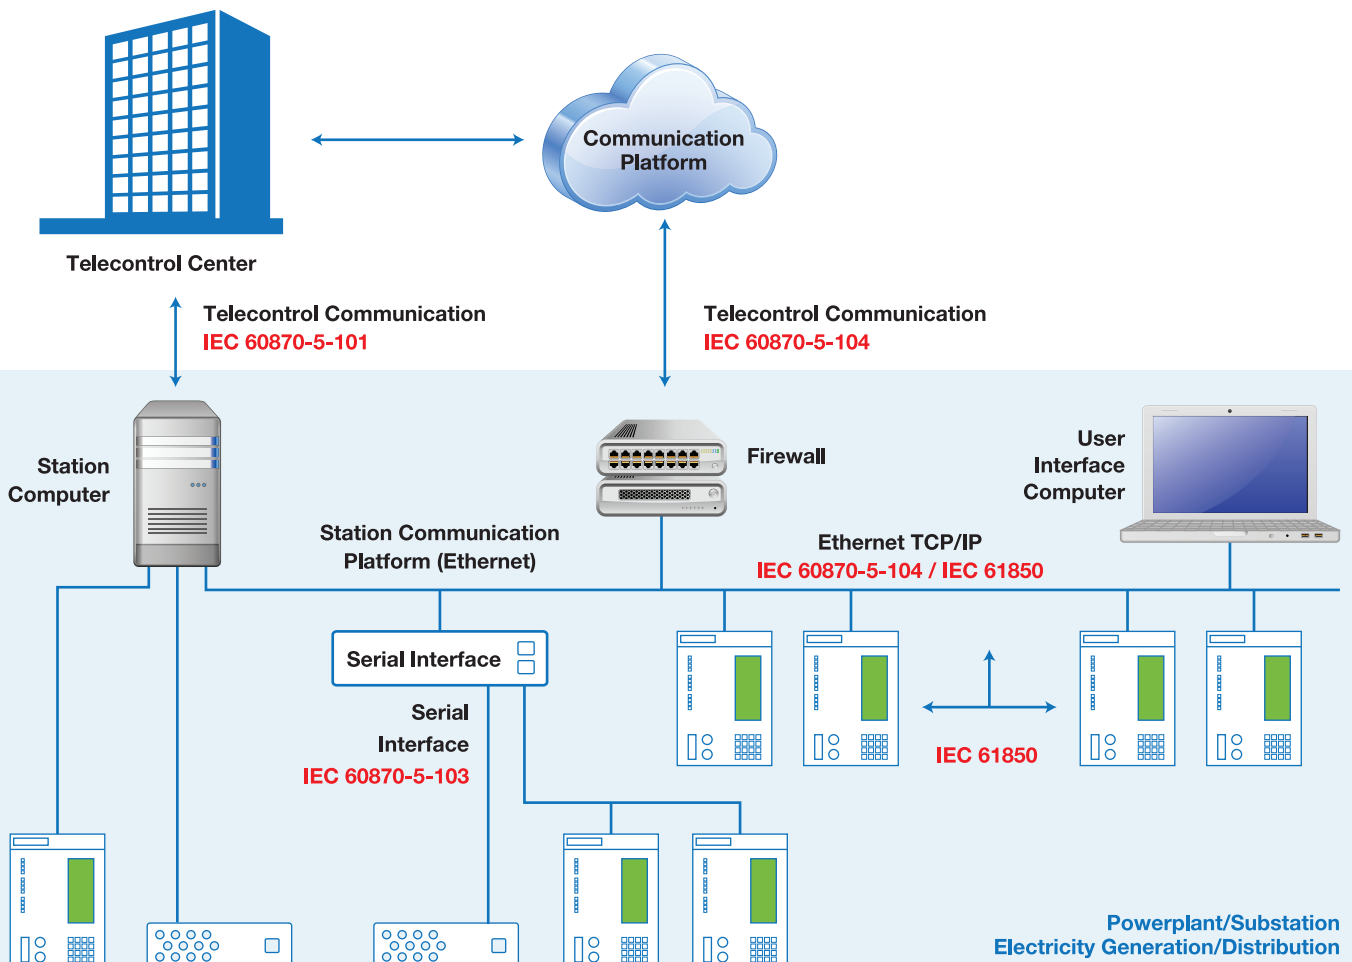 Communication
Platform
Telecontrol Center
Telecontrol Communication
IEC 60870-5-101
Telecontrol Communication
IEC 60870-5-104
Station
Computer
Firewall
User
Interface
Computer
Station Communication
Platform (Ethernet)
Ethernet TCP/IP
IEC 60870-5-104 / IEC 61850
Serial Interface
Serial
Interface
IEC 60870-5-103
IEC 61850
Powerplant/Substation
Electricity Generation/Distribution